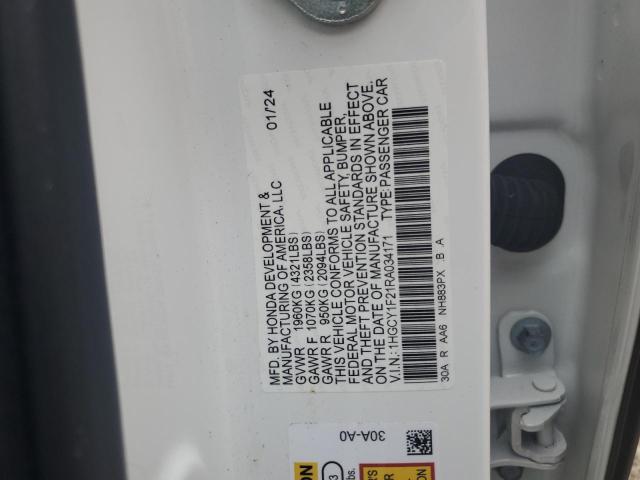 MFD. BY HONDA DEVELOPMENT & 01/'24
MANUFACTURING OF AMERICA, LLC
GVWR 1960KG (4321LBS)
GAWR F 1070KG (2358LBS)
GAWR R 950KG (2094LBS)
THIS VEHICLE CONFORMS TO ALL APPLICABLE
FEDERAL MOTOR VEHICLE SAFETY, BUMPER,
AND THEFT PREVENTION STANDARDS IN EFFECT
ON THE DATE OF MANUFACTURE SHOWN ABOVE.
V.I.N.: 1HGCY1F21RA034171 TYPE: PASSENGER CAR
30A R AA6 NH883PX .B A
30A-A0